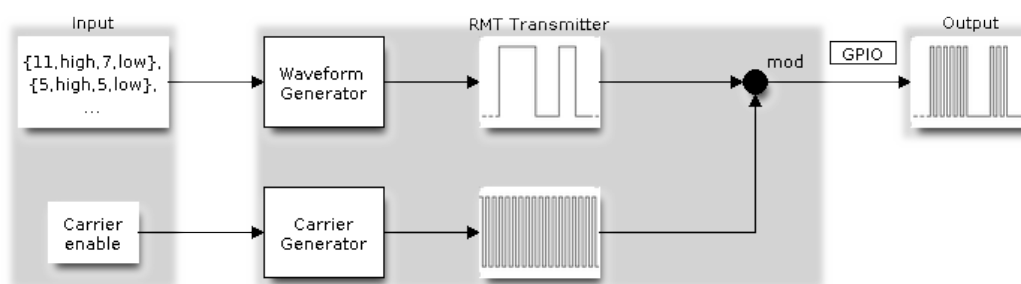 Input
RMT Transmitter
Output
{11,high,7,low},
{5,high,5,low},
...
Waveform
Generator
mod
GPIO
Carrier
enable
Carrier
Generator